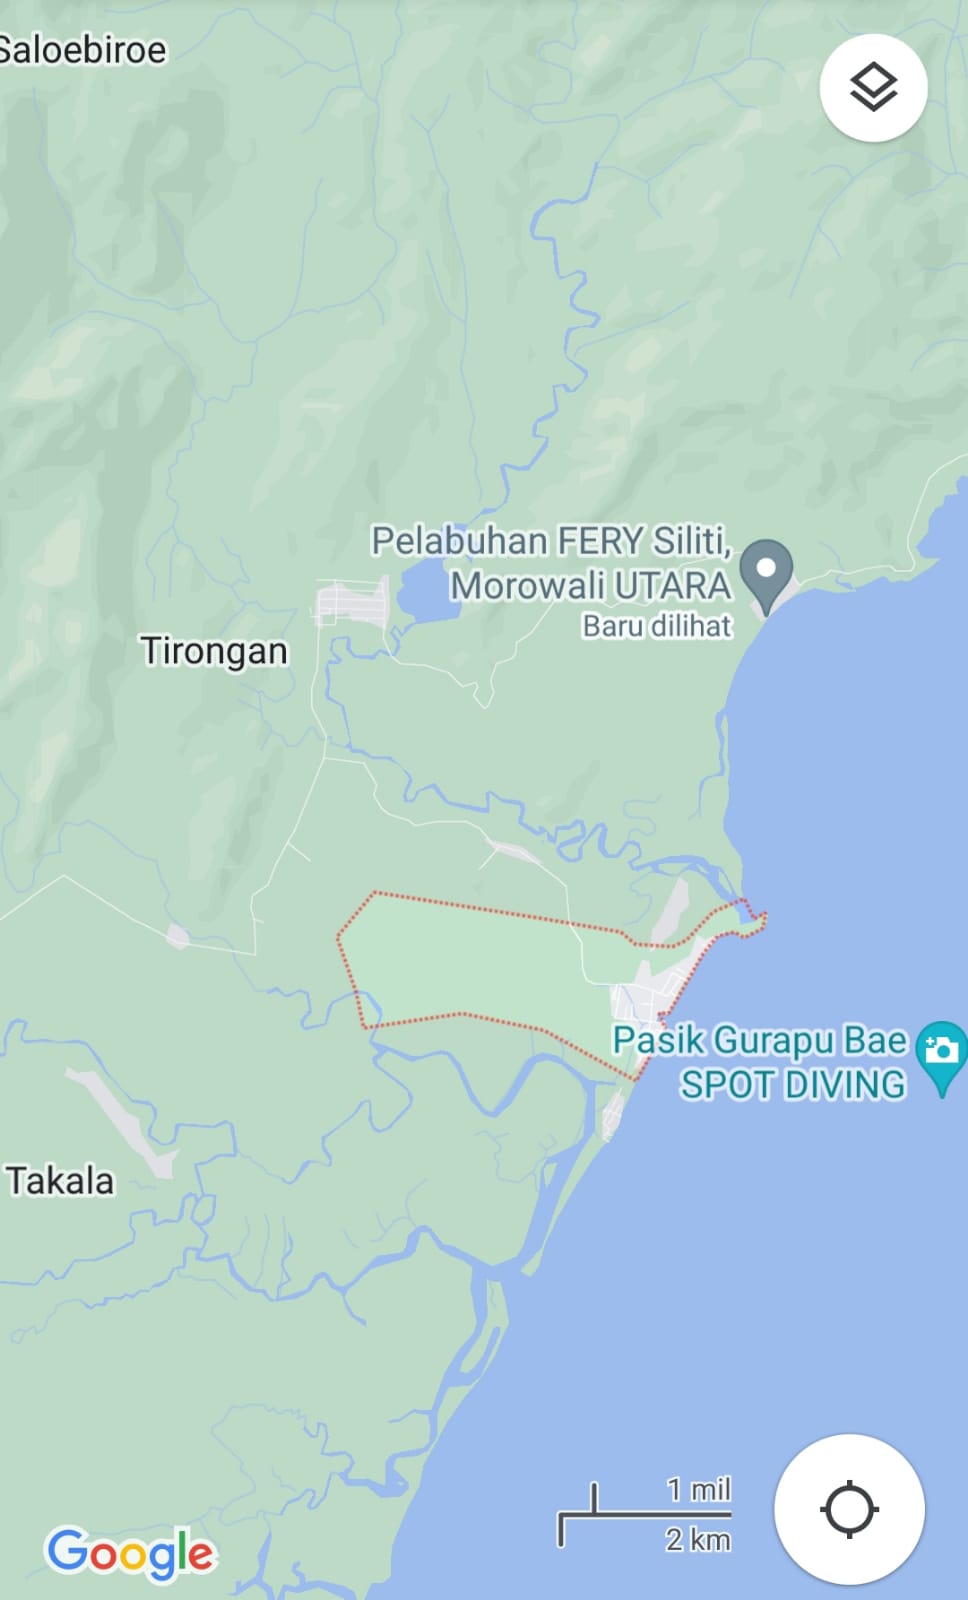 Saloebiroe
Pelabuhan FERY Siliti,
Morowali UTARA
Baru dilihat
Tirongan
Pasik Gurapu Bae
SPOT DIVING
Takala
1 mil
2 km
Google